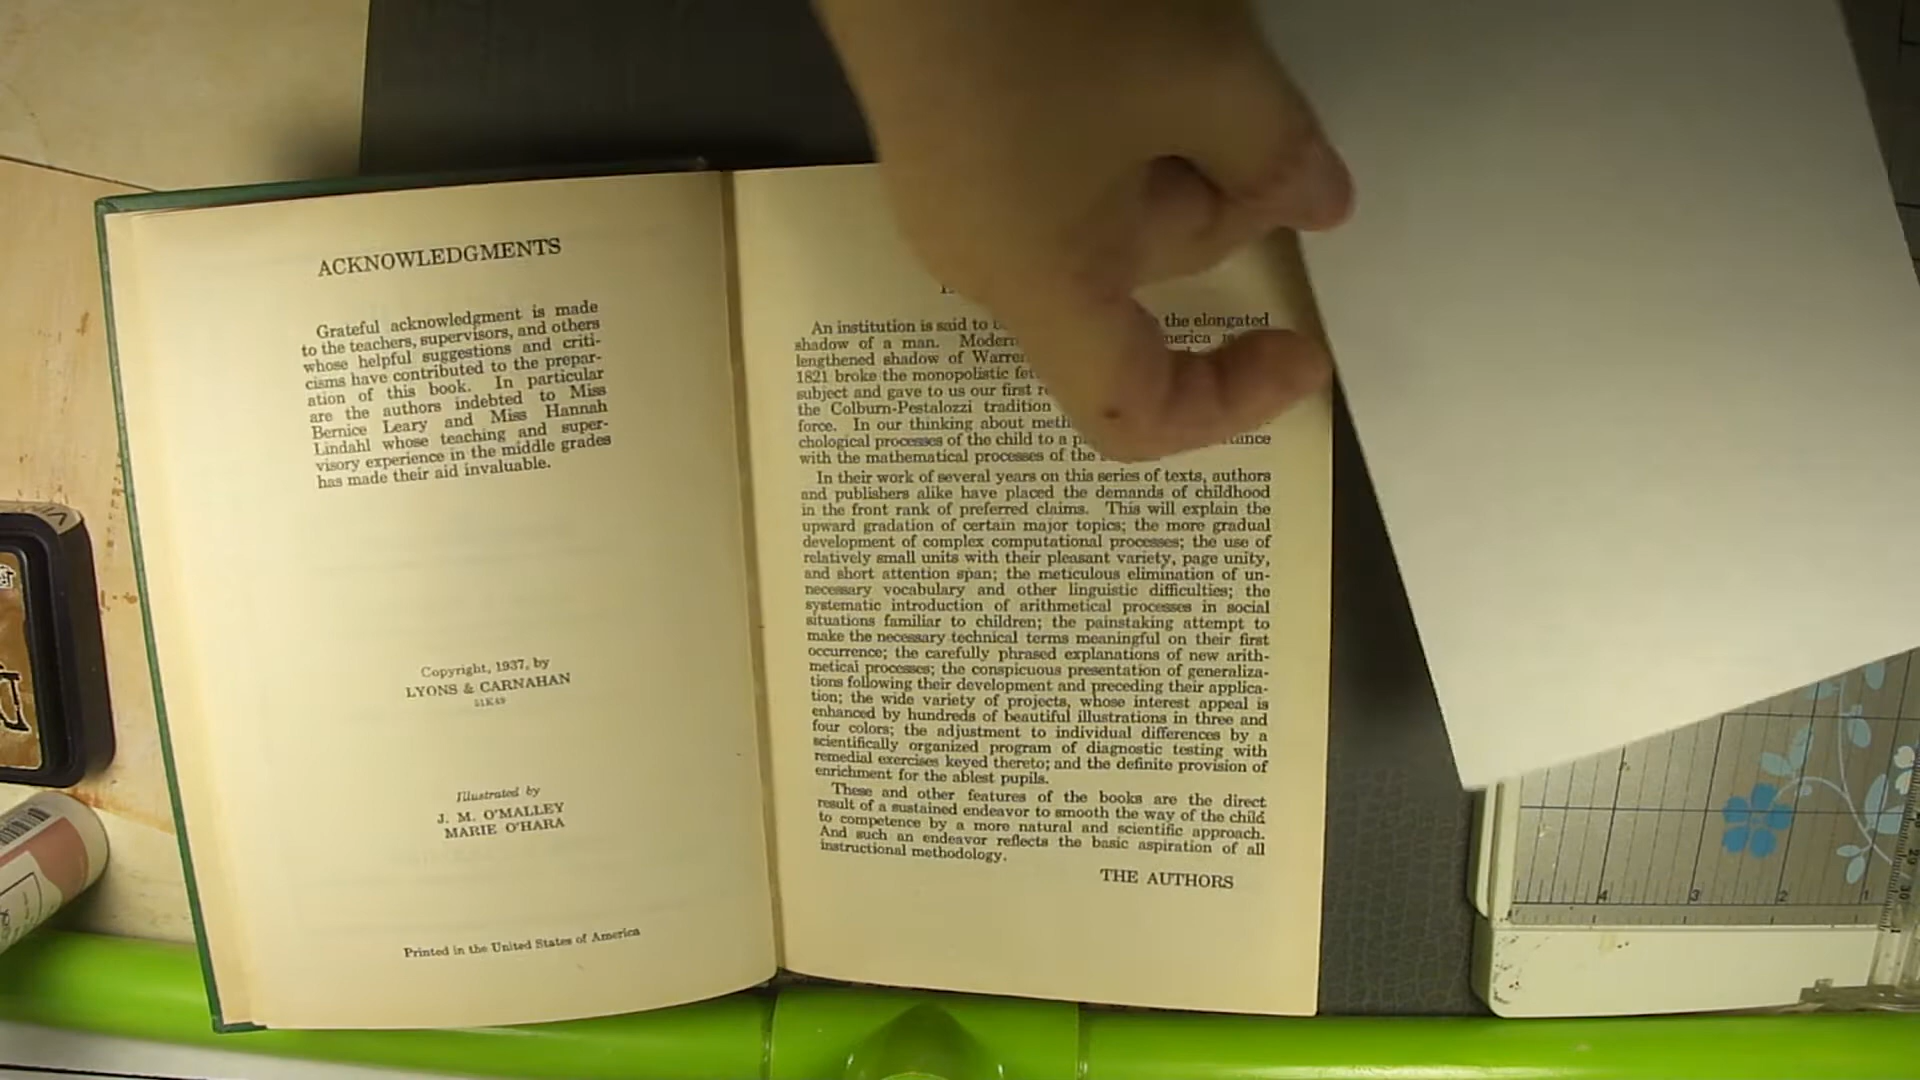 ACKNOWLEDGMENTS
Grateful acknowledgment is made
to the teachers, supervisors, and others
whose helpful suggestions and criti-
cisms have contributed to the prepar-
ation of this book. In particular
are the authors indebted to Miss
Bernice Leary and Miss Hannah
Lindahl whose teaching and super-
visory experience in the middle grades
has made their aid invaluable.
Copyright, 1937, by
LYONS & CARNAHAN
51K49
Illustrated by
J. M. O'MALLEY
MARIE O'HARA
Printed in the United States of America
An institution is said to the elongated
shadow of a man. Modern
lengthened shadow of
1821 broke the monopolistic
subject and gave to us our first
the Colburn-Pestalozzi tradition
force. In our thinking about
chological processes of the child to a
with the mathematical processes of the
In their work of several years on this series of texts, authors
and publishers alike have placed the demands of childhood
in the front rank of preferred claims. This will explain the
upward gradation of certain major topics; the more gradual
development of complex computational processes; the use of
relatively small units with their pleasant variety, page unity,
and short attention span; the meticulous elimination of un-
necessary vocabulary and other linguistic difficulties; the
systematic introduction of arithmetical processes in social
situations familiar to children; the painstaking attempt to
make the necessary technical terms meaningful on their first
occurrence; the carefully phrased explanations of new arith-
metical processes; the conspicuous presentation of generaliza-
tions following their development and preceding their applica-
tion; the wide variety of projects, whose interest appeal is
enhanced by hundreds of beautiful illustrations in three and
four colors; the adjustment to individual differences by a
scientifically organized program of diagnostic testing with
remedial exercises keyed thereto; and the definite provision of
enrichment for the ablest pupils.
These and other features of the books are the direct
result of a sustained endeavor to smooth the way of the child
to competence by a more natural and scientific approach.
And such an endeavor reflects the basic aspiration of all
instructional methodology.
THE AUTHORS
4 3 2 1